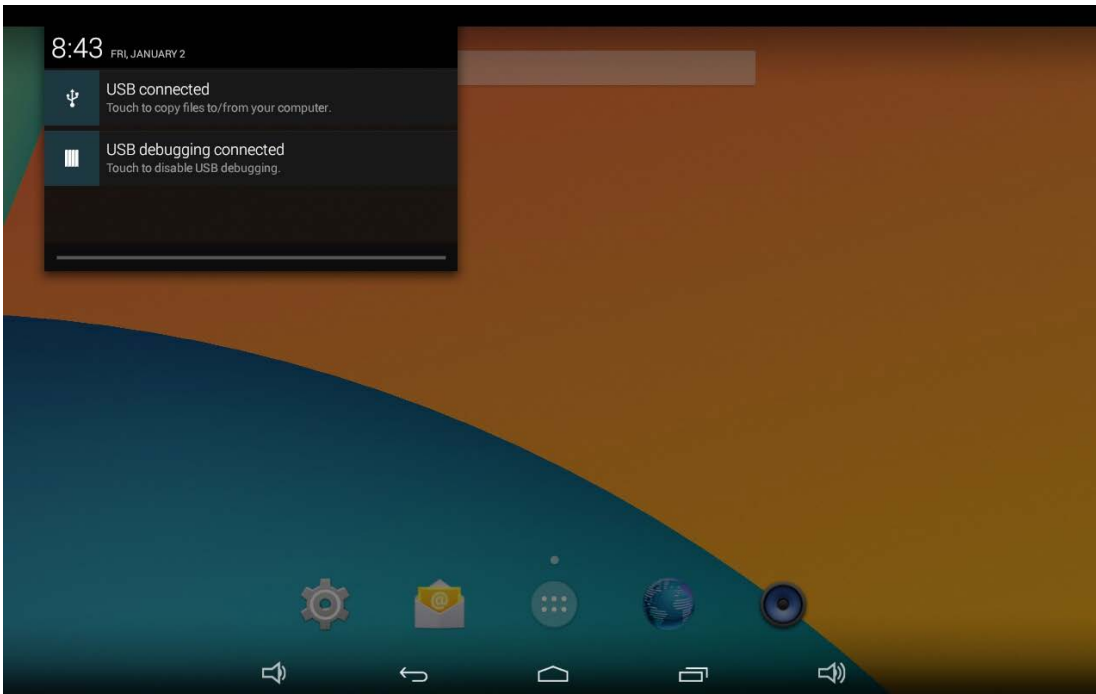 8:43 FRI, JANUARY 2
USB connected
Touch to copy files to/from your computer.
USB debugging connected
Touch to disable USB debugging.
@